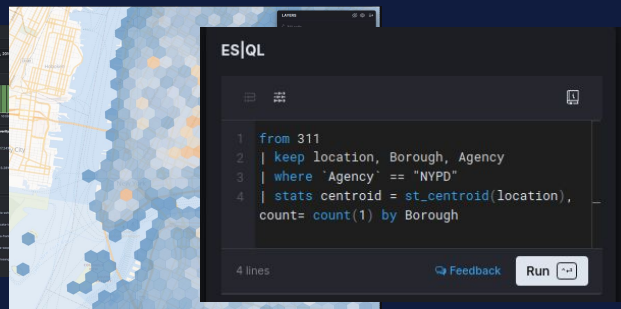 LAYERS
ES|QL
1 from 311
2 | keep location, Borough, Agency
3 | where `Agency` == "NYPD"
4 | stats centroid = st_centroid(location),
count= count(1) by Borough
4 lines
Feedback
Run